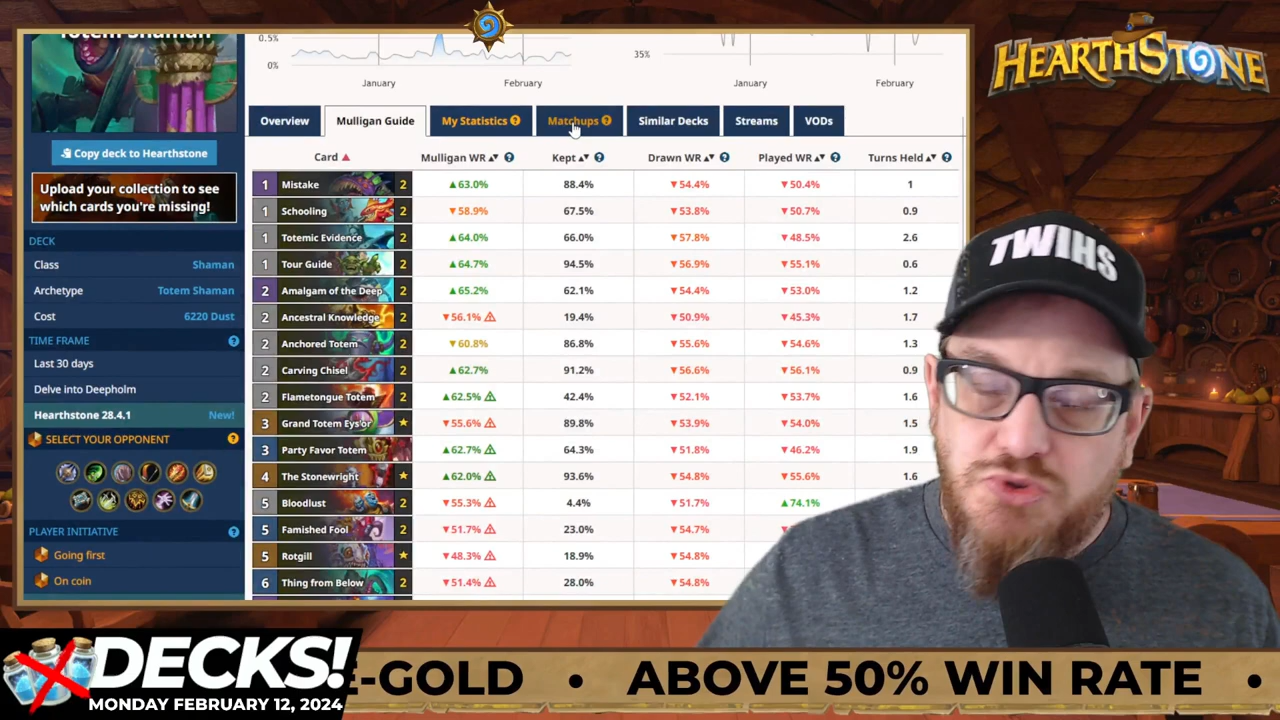 Totem Shaman
Copy deck to Hearthstone
Upload your collection to see
which cards you're missing!
DECK
Class Shaman
Archetype Totem Shaman
Cost 6220 Dust
TIME FRAME ?
Last 30 days
Delve into Deepholm
Hearthstone 28.4.1 New!
SELECT YOUR OPPONENT ?
PLAYER INITIATIVE ?
Going first
On coin
0.5%
0%
January February
35%
January February
Overview Mulligan Guide My Statistics ? Matchups ? Similar Decks Streams VODs
Card ▲ Mulligan WR ▲▼ ? Kept ▲▼ ? Drawn WR ▲▼ ? Played WR ▲▼ ? Turns Held ▲▼ ?
1 Mistake 2 ▲63.0% 88.4% ▼54.4% ▼50.4% 1
1 Schooling 2 ▼58.9% 67.5% ▼53.8% ▼50.7% 0.9
1 Totemic Evidence 2 ▲64.0% 66.0% ▼57.8% ▼48.5% 2.6
1 Tour Guide 2 ▲64.7% 94.5% ▼56.9% ▼55.1% 0.6
2 Amalgam of the Deep 2 ▲65.2% 62.1% ▼54.4% ▼53.0% 1.2
2 Ancestral Knowledge 2 ▼56.1% 19.4% ▼50.9% ▼45.3% 1.7
2 Anchored Totem 2 ▼60.8% 86.8% ▼55.6% ▼54.6% 1.3
2 Carving Chisel 2 ▲62.7% 91.2% ▼56.6% ▼56.1% 0.9
2 Flametongue Totem 2 ▲62.5% 42.4% ▼52.1% ▼53.7% 1.6
3 Grand Totem Eys'or ★ ▼55.6% 89.8% ▼53.9% ▼54.0% 1.5
3 Party Favor Totem 2 ▲62.7% 64.3% ▼51.8% ▼46.2% 1.9
4 The Stonewright ★ ▲62.0% 93.6% ▼54.8% ▼55.6% 1.6
5 Bloodlust 2 ▼55.3% 4.4% ▼51.7% ▲74.1%
5 Famished Fool 2 ▼51.7% 23.0% ▼54.7%
5 Rotgill ★ ▼48.3% 18.9% ▼54.8%
6 Thing from Below 2 ▼51.4% 28.0% ▼54.8%
HEARTHSTONE
TWIHS
DECKS!
MONDAY FEBRUARY 12, 2024
E-GOLD • ABOVE 50% WIN RATE •